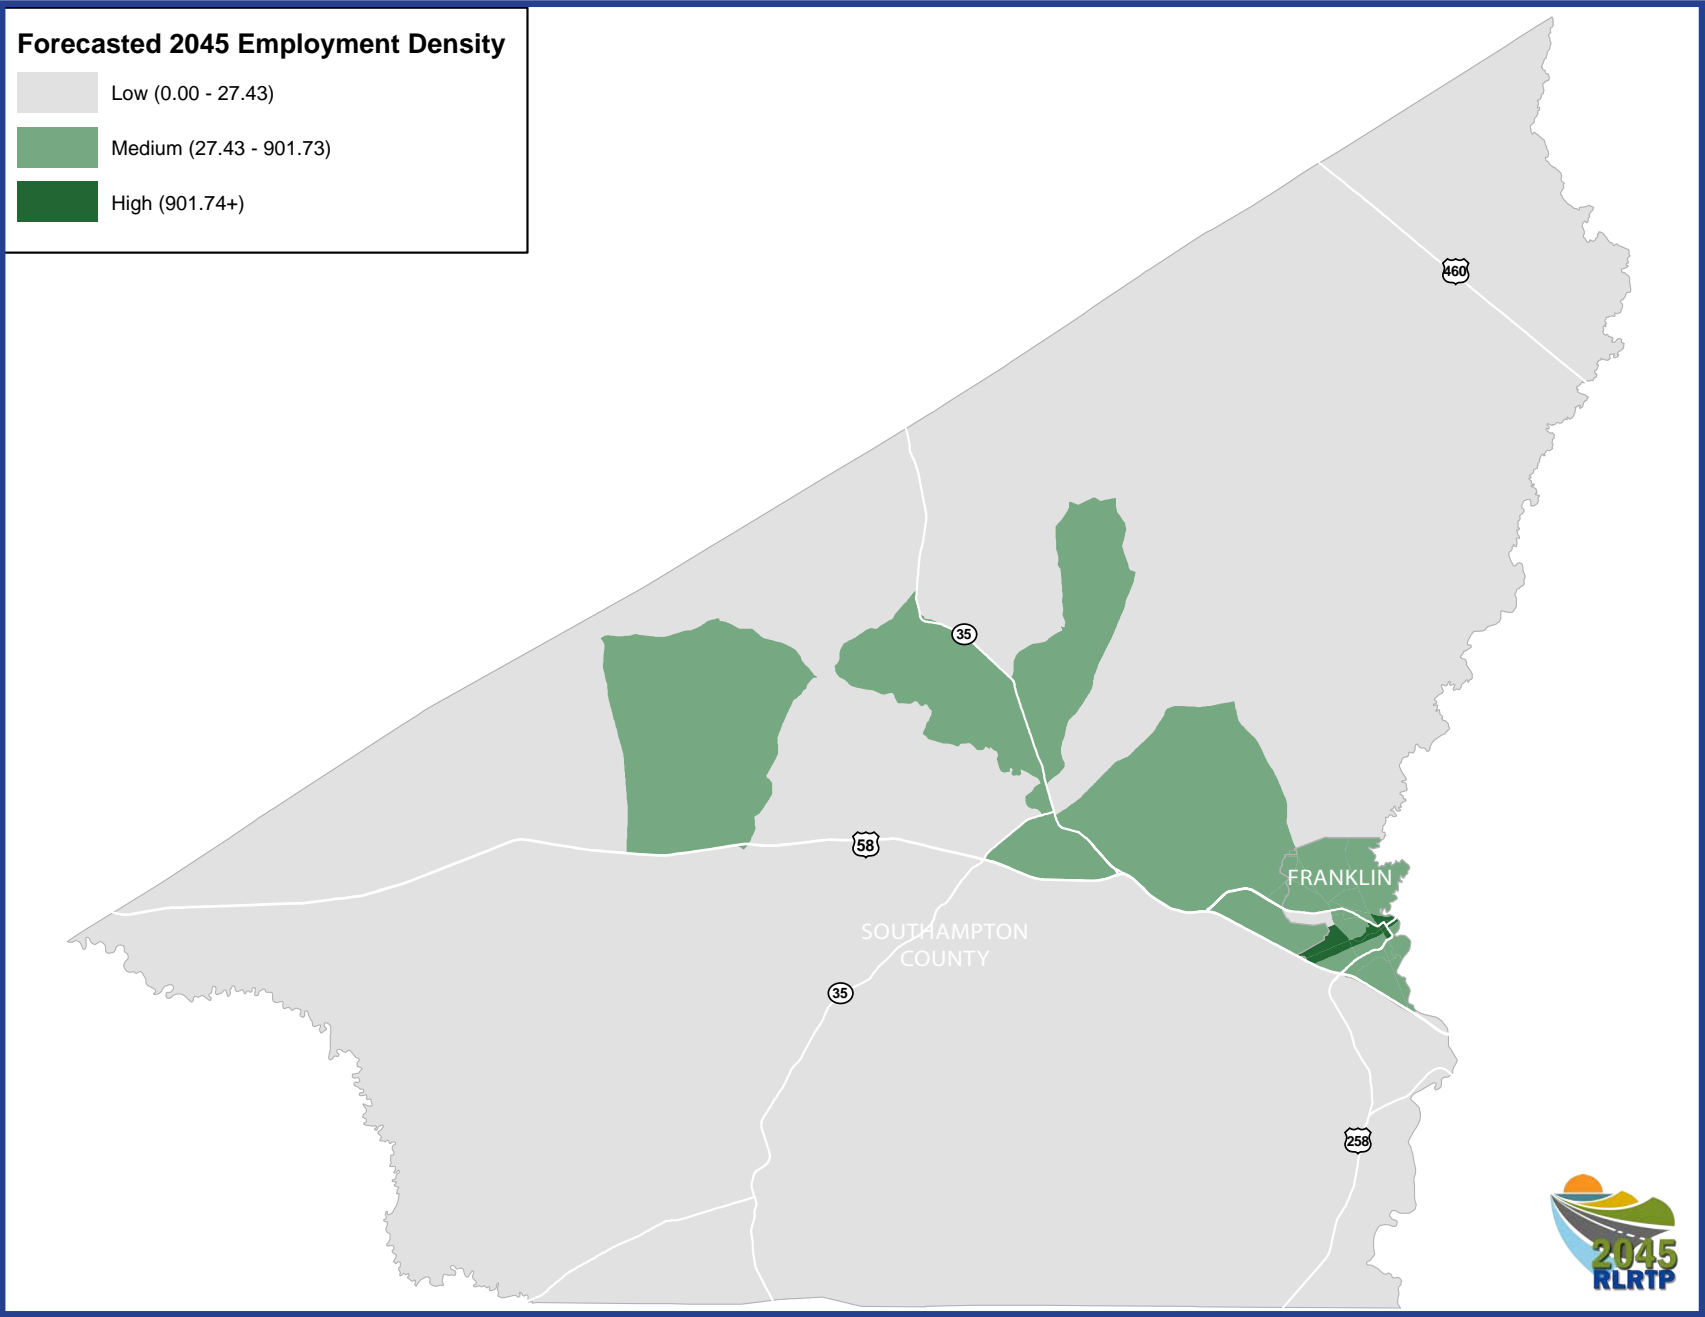 Forecasted 2045 Employment Density
Low (0.00 - 27.43)
Medium (27.43 - 901.73)
High (901.74+)
460
35
58
FRANKLIN
SOUTHAMPTON
COUNTY
35
258
2045
RLRTP